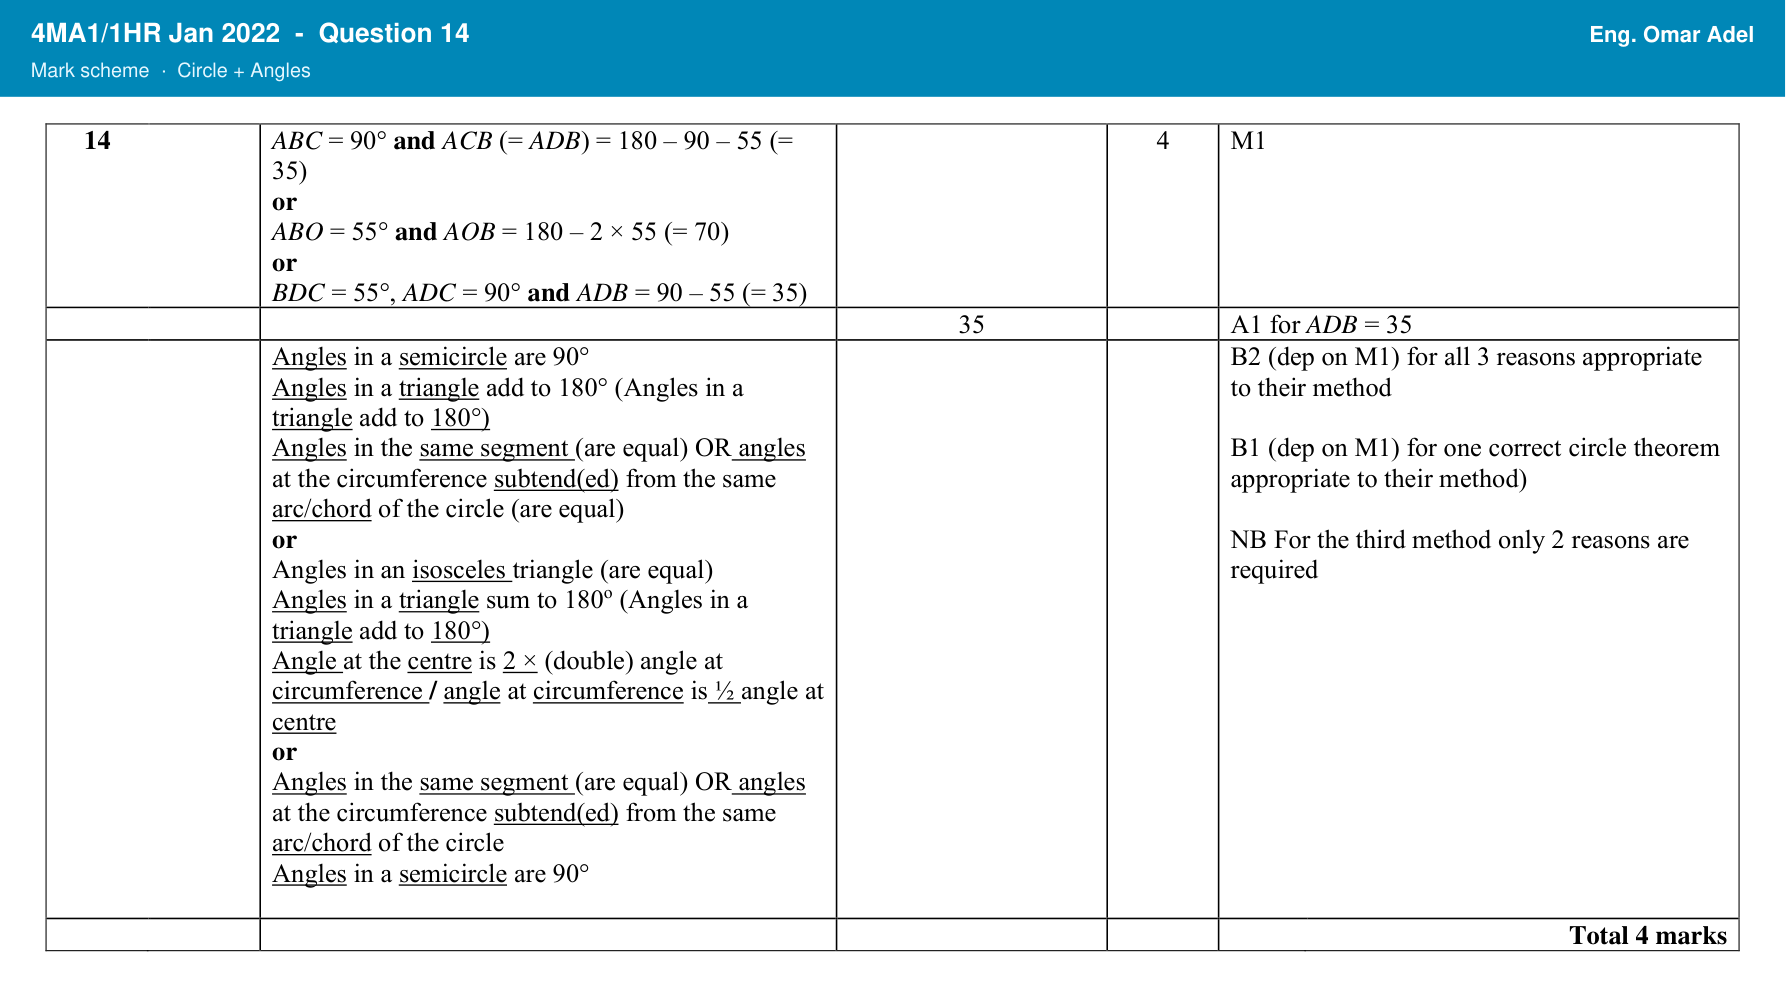 4MA1/1HR Jan 2022 - Question 14
Eng. Omar Adel
Mark scheme · Circle + Angles
14
ABC = 90° and ACB (= ADB) = 180 – 90 – 55 (=
35)
or
ABO = 55° and AOB = 180 – 2 × 55 (= 70)
or
BDC = 55°, ADC = 90° and ADB = 90 – 55 (= 35)
4
M1
35
A1 for ADB = 35
Angles in a semicircle are 90°
Angles in a triangle add to 180° (Angles in a
triangle add to 180°)
Angles in the same segment (are equal) OR angles
at the circumference subtend(ed) from the same
arc/chord of the circle (are equal)
or
Angles in an isosceles triangle (are equal)
Angles in a triangle sum to 180º (Angles in a
triangle add to 180°)
Angle at the centre is 2 × (double) angle at
circumference / angle at circumference is ½ angle at
centre
or
Angles in the same segment (are equal) OR angles
at the circumference subtend(ed) from the same
arc/chord of the circle
Angles in a semicircle are 90°
B2 (dep on M1) for all 3 reasons appropriate
to their method
B1 (dep on M1) for one correct circle theorem
appropriate to their method)
NB For the third method only 2 reasons are
required
Total 4 marks